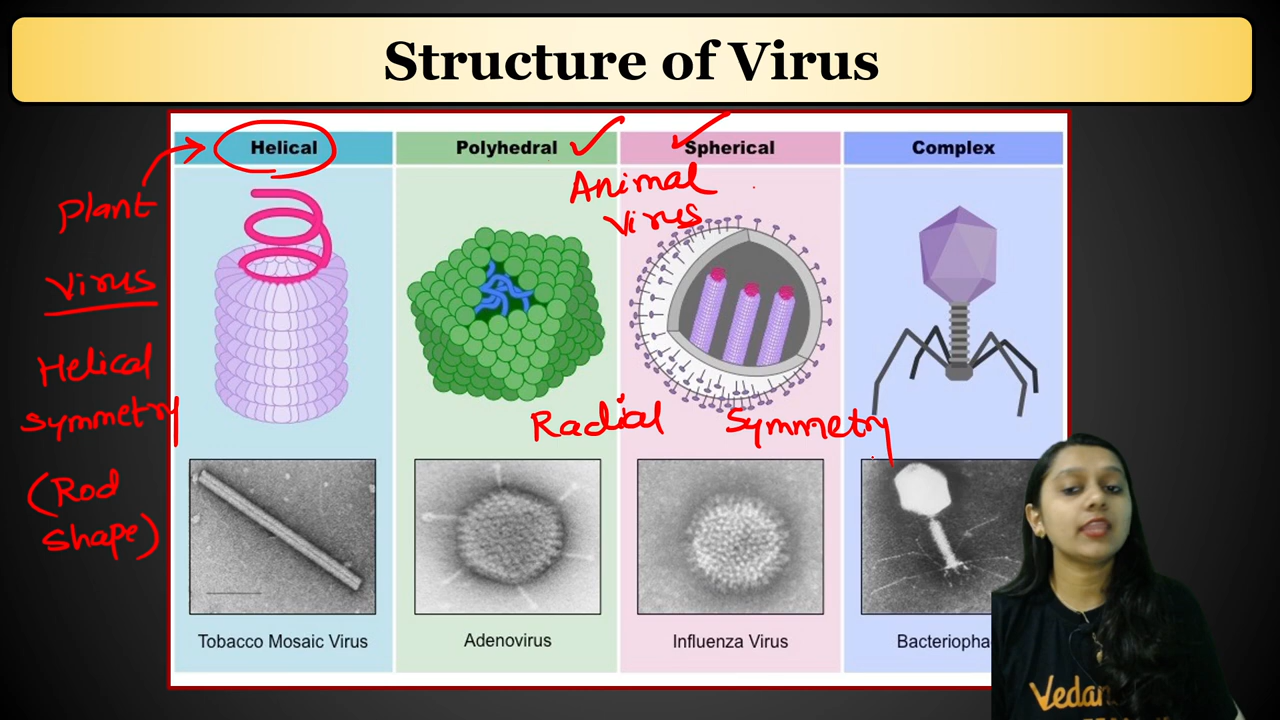 Structure of Virus
Helical
Polyhedral
Spherical
Complex
Plant
Virus
Helical
Symmetry
(Rod
Shape)
Animal
Virus
Radial Symmetry
Tobacco Mosaic Virus
Adenovirus
Influenza Virus
Bacteriopha
Vedan